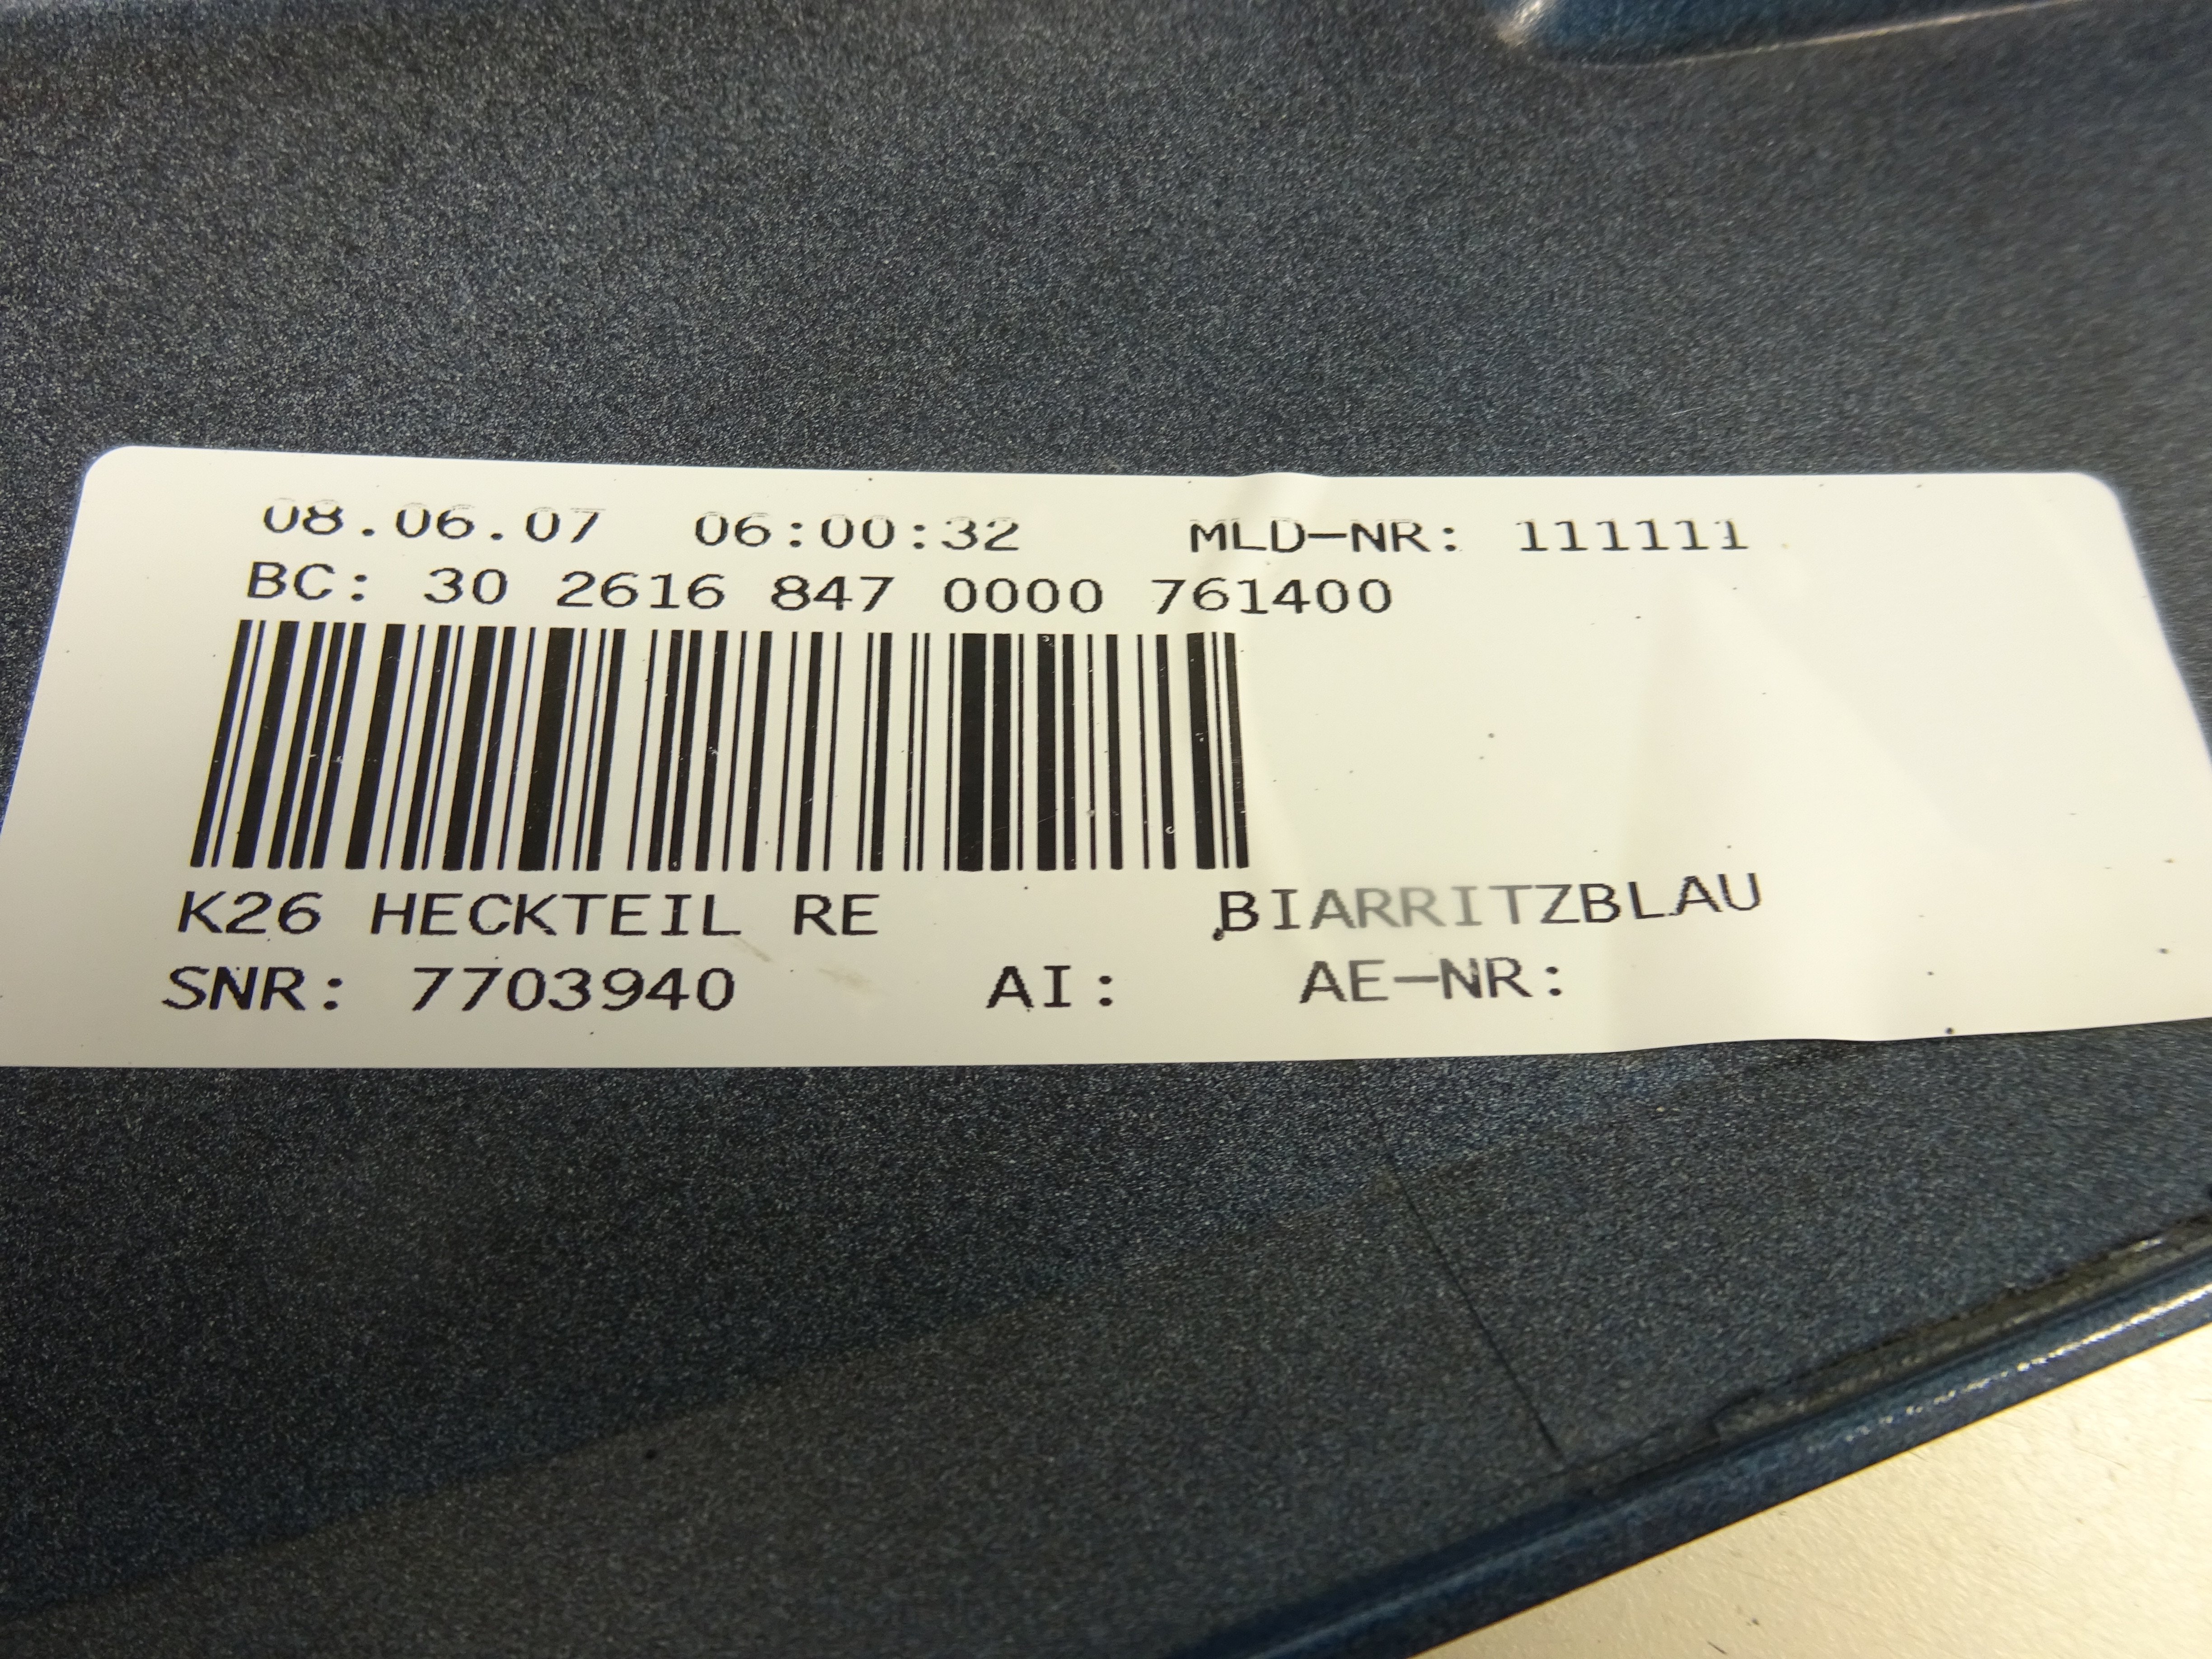 08.06.07 06:00:32 MLD-NR: 111111
BC: 30 2616 847 0000 761400
K26 HECKTEIL RE BIARRITZBLAU
SNR: 7703940 AI: AE-NR: